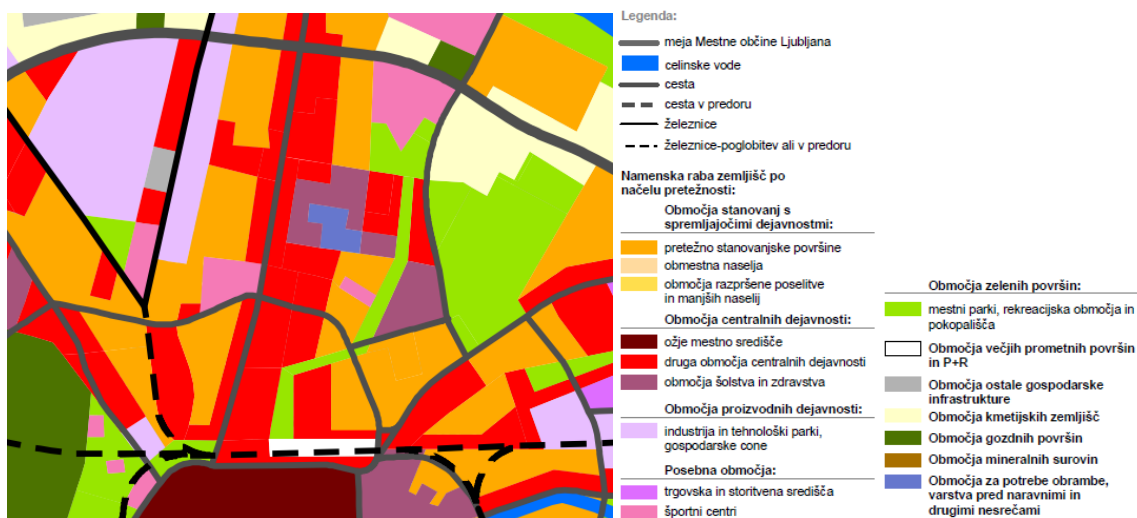 Legenda:
meja Mestne občine Ljubljana
celinske vode
cesta
cesta v predoru
železnice
železnice-poglobitev ali v predoru
Namenska raba zemljišč po
načelu pretežnosti:
Območja stanovanj s
spremljajočimi dejavnostmi:
pretežno stanovanjske površine
obmestna naselja
območja razpršene poselitve
in manjših naselij
Območja centralnih dejavnosti:
ožje mestno središče
druga območja centralnih dejavnosti
območja šolstva in zdravstva
Območja proizvodnih dejavnosti:
industrija in tehnološki parki,
gospodarske cone
Posebna območja:
trgovska in storitvena središča
športni centri
Območja zelenih površin:
mestni parki, rekreacijska območja in
pokopališča
Območja večjih prometnih površin
in P+R
Območja ostale gospodarske
infrastrukture
Območja kmetijskih zemljišč
Območja gozdnih površin
Območja mineralnih surovin
Območja za potrebe obrambe,
varstva pred naravnimi in
drugimi nesrečami